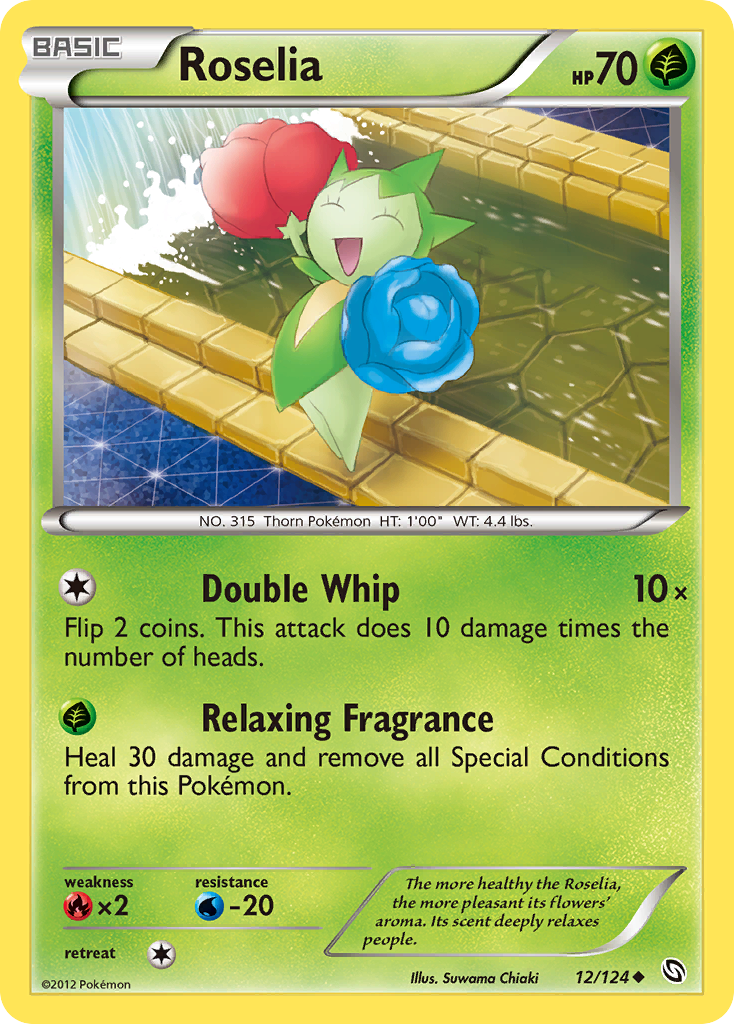 BASIC
Roselia
HP 70
NO. 315 Thorn Pokémon HT: 1'00" WT: 4.4 lbs.
Double Whip 10×
Flip 2 coins. This attack does 10 damage times the
number of heads.
Relaxing Fragrance
Heal 30 damage and remove all Special Conditions
from this Pokémon.
weakness resistance
×2 -20
The more healthy the Roselia,
the more pleasant its flowers'
aroma. Its scent deeply relaxes
people.
retreat
©2012 Pokémon
Illus. Suwama Chiaki 12/124